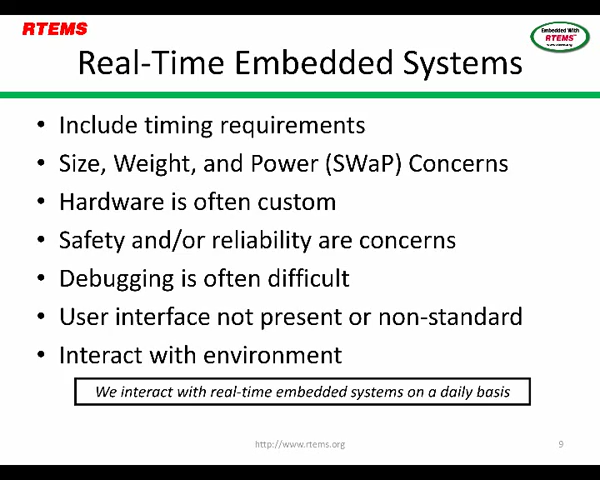 RTEMS
Embedded With
RTEMS
Real-Time Embedded Systems
• Include timing requirements
• Size, Weight, and Power (SWaP) Concerns
• Hardware is often custom
• Safety and/or reliability are concerns
• Debugging is often difficult
• User interface not present or non-standard
• Interact with environment
We interact with real-time embedded systems on a daily basis
http://www.rtems.org
9